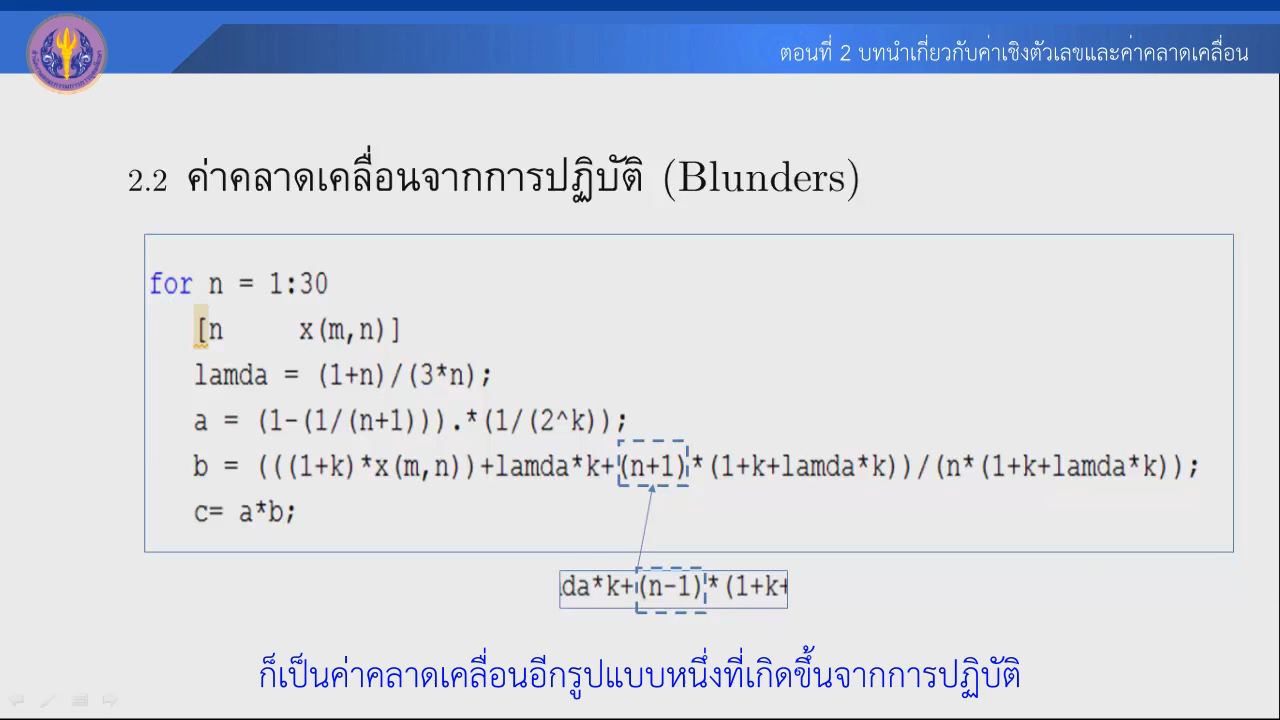 ตอนที่ 2 บทนำเกี่ยวกับค่าเชิงตัวเลขและค่าคลาดเคลื่อน
2.2 ค่าคลาดเคลื่อนจากการปฏิบัติ (Blunders)
for n = 1:30
[n x(m,n)]
lamda = (1+n)/(3*n);
a = (1-(1/(n+1))).*(1/(2^k));
b = (((1+k)*x(m,n))+lamda*k+(n+1)*(1+k+lamda*k))/(n*(1+k+lamda*k));
c= a*b;
da*k+(n-1)*(1+k+
ก็เป็นค่าคลาดเคลื่อนอีกรูปแบบหนึ่งที่เกิดขึ้นจากการปฏิบัติ